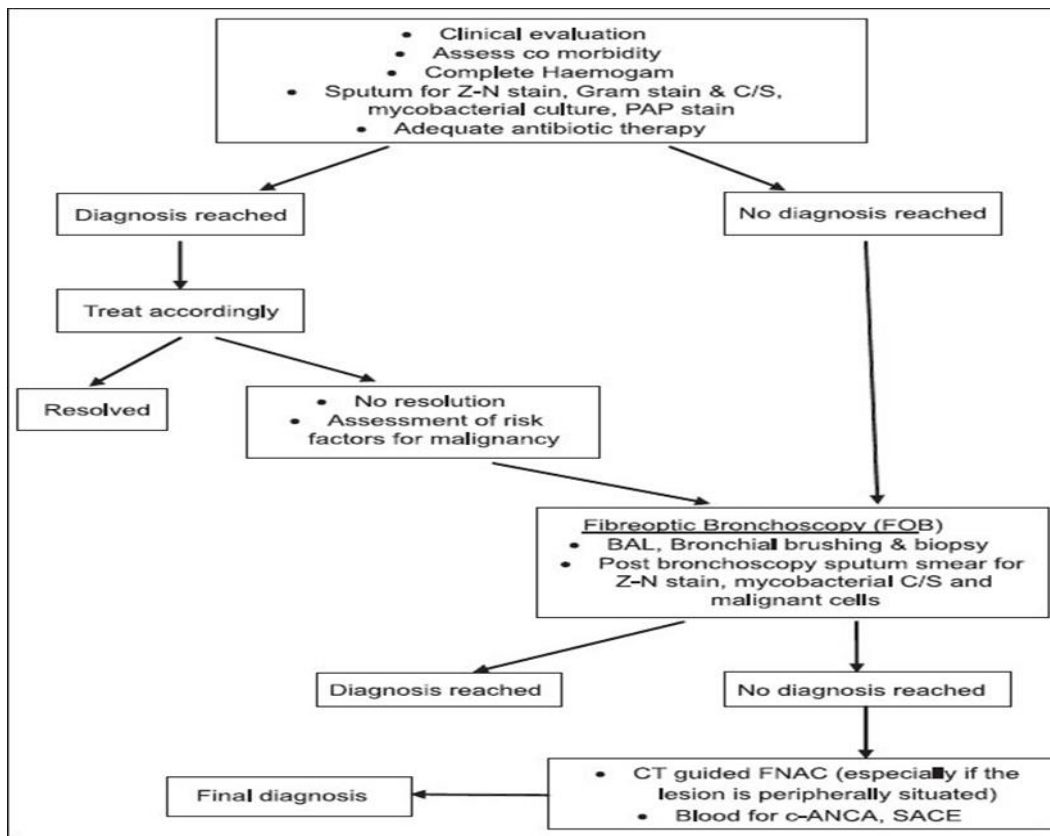 • Clinical evaluation
• Assess co morbidity
• Complete Haemogam
• Sputum for Z-N stain, Gram stain & C/S,
mycobacterial culture, PAP stain
• Adequate antibiotic therapy
Diagnosis reached
No diagnosis reached
Treat accordingly
Resolved
• No resolution
• Assessment of risk
factors for malignancy
Fibreoptic Bronchoscopy (FOB)
• BAL, Bronchial brushing & biopsy
• Post bronchoscopy sputum smear for
Z-N stain, mycobacterial C/S and
malignant cells
Diagnosis reached
No diagnosis reached
• CT guided FNAC (especially if the
lesion is peripherally situated)
• Blood for c-ANCA, SACE
Final diagnosis